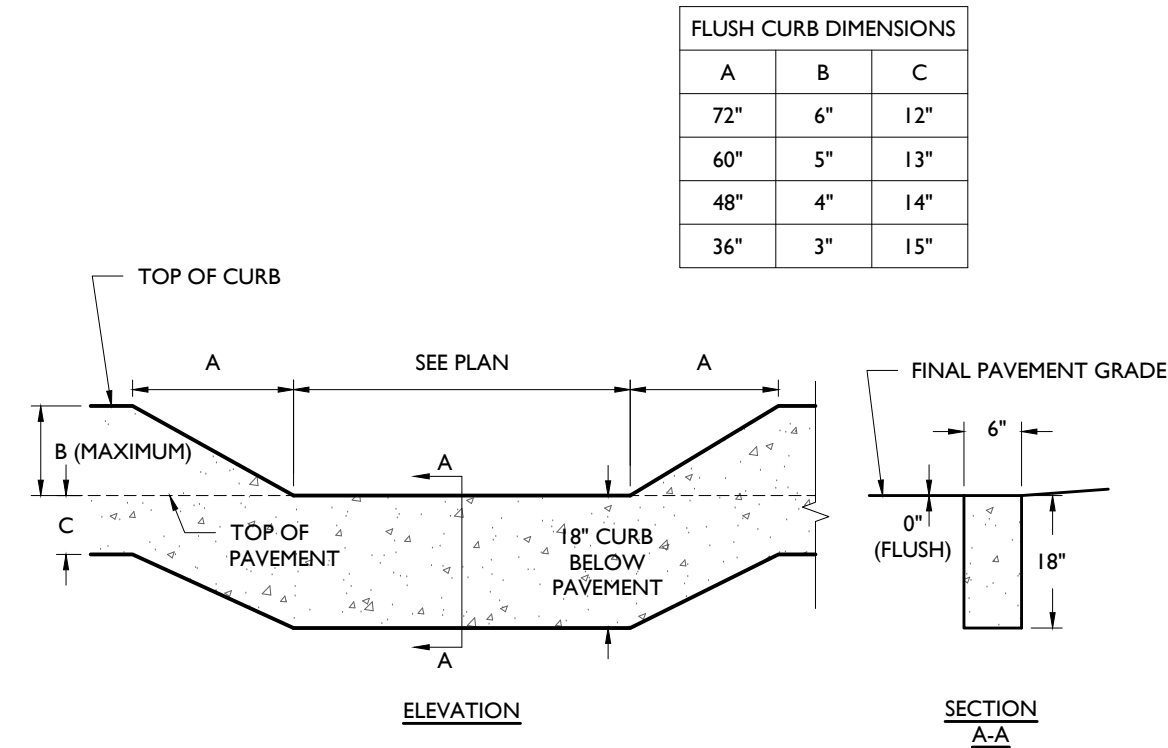 FLUSH CURB DIMENSIONS
A B C
72" 6" 12"
60" 5" 13"
48" 4" 14"
36" 3" 15"
TOP OF CURB
A
SEE PLAN
A
FINAL PAVEMENT GRADE
B (MAXIMUM)
A
6"
C
TOP OF
PAVEMENT
18" CURB
BELOW
PAVEMENT
0"
(FLUSH)
18"
A
ELEVATION
SECTION
A-A